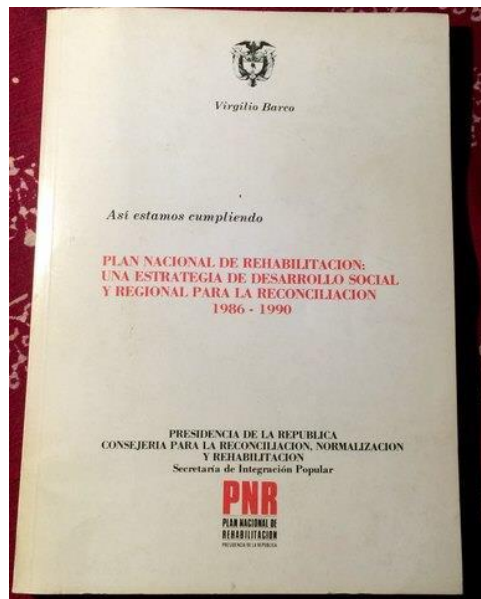 Virgilio Barco
Así estamos cumpliendo
PLAN NACIONAL DE REHABILITACION:
UNA ESTRATEGIA DE DESARROLLO SOCIAL
Y REGIONAL PARA LA RECONCILIACION
1986 - 1990
PRESIDENCIA DE LA REPUBLICA
CONSEJERIA PARA LA RECONCILIACION, NORMALIZACION
Y REHABILITACION
Secretaría de Integración Popular
PNR
PLAN NACIONAL DE
REHABILITACION
PRESIDENCIA DE LA REPUBLICA